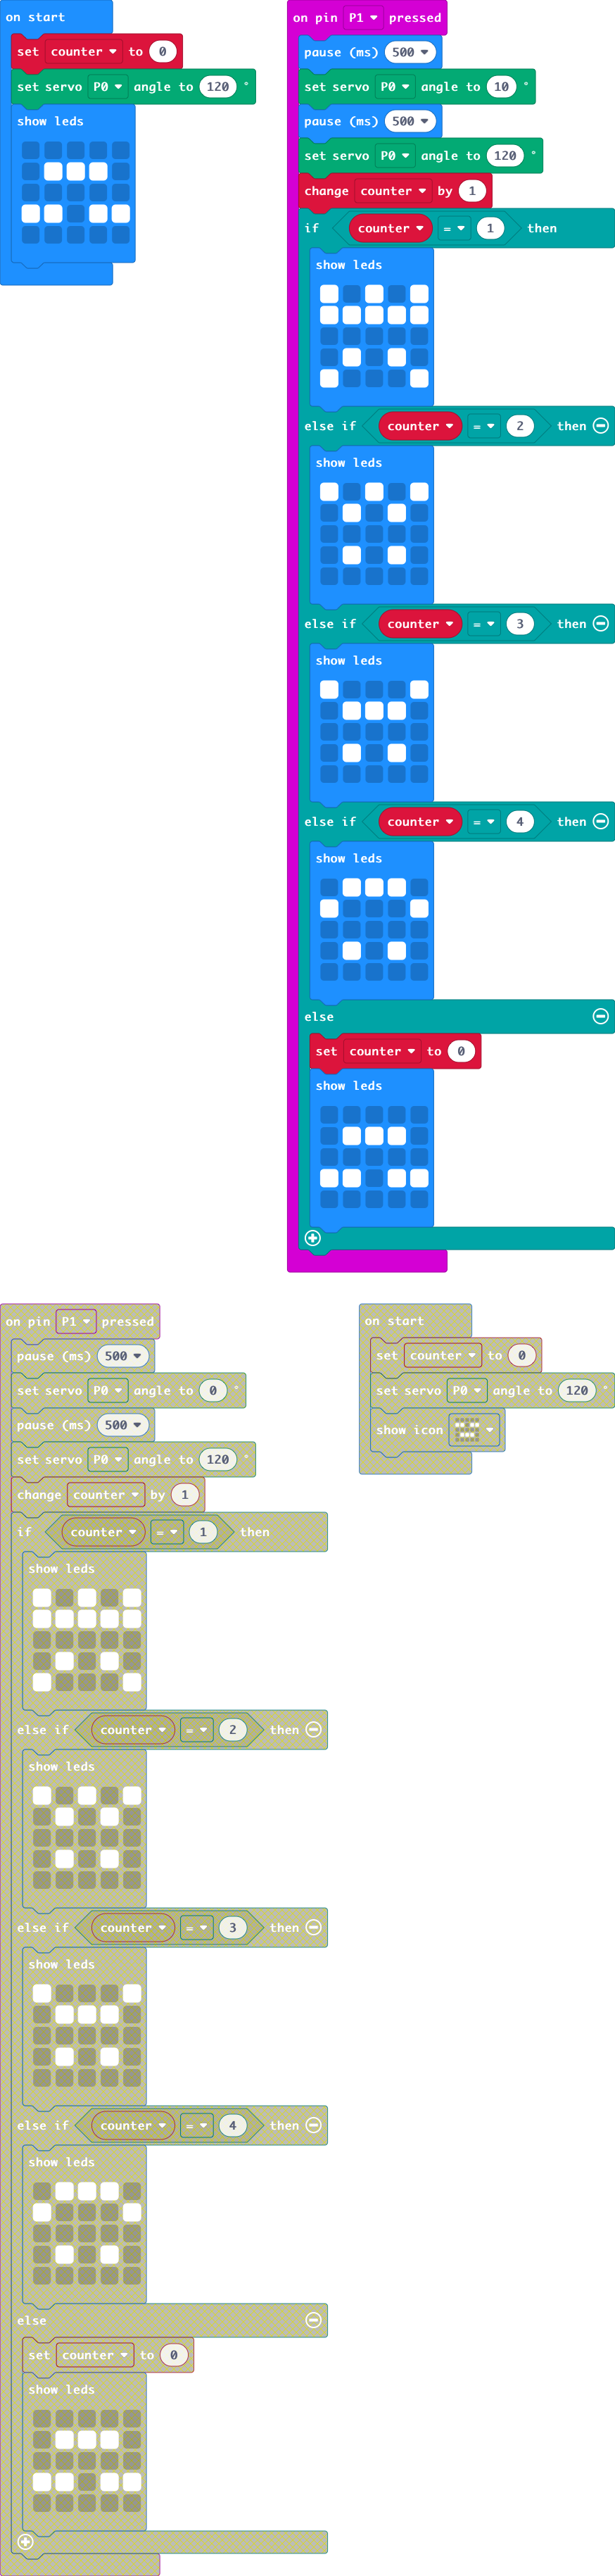 on start
set counter to 0
set servo P0 angle to 120 °
show leds
on pin P1 pressed
pause (ms) 500
set servo P0 angle to 10 °
pause (ms) 500
set servo P0 angle to 120 °
change counter by 1
if counter = 1 then
show leds
else if counter = 2 then
show leds
else if counter = 3 then
show leds
else if counter = 4 then
show leds
else
set counter to 0
show leds
on pin P1 pressed
pause (ms) 500
set servo P0 angle to 0 °
pause (ms) 500
set servo P0 angle to 120 °
change counter by 1
if counter = 1 then
show leds
else if counter = 2 then
show leds
else if counter = 3 then
show leds
else if counter = 4 then
show leds
else
set counter to 0
show leds
on start
set counter to 0
set servo P0 angle to 120 °
show icon